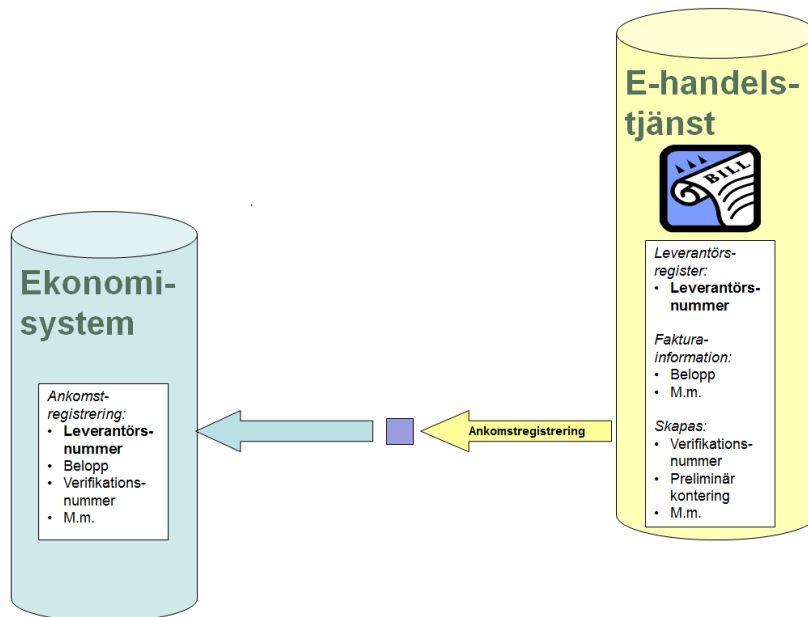 E-handels-
tjänst
BILL
Leverantörs-
register:
• Leverantörs-
nummer
Faktura-
information:
• Belopp
• M.m.
Skapas:
• Verifikations-
nummer
• Preliminär
kontering
• M.m.
Ekonomi-
system
Ankomst-
registrering:
• Leverantörs-
nummer
• Belopp
• Verifikations-
nummer
• M.m.
Ankomstregistrering